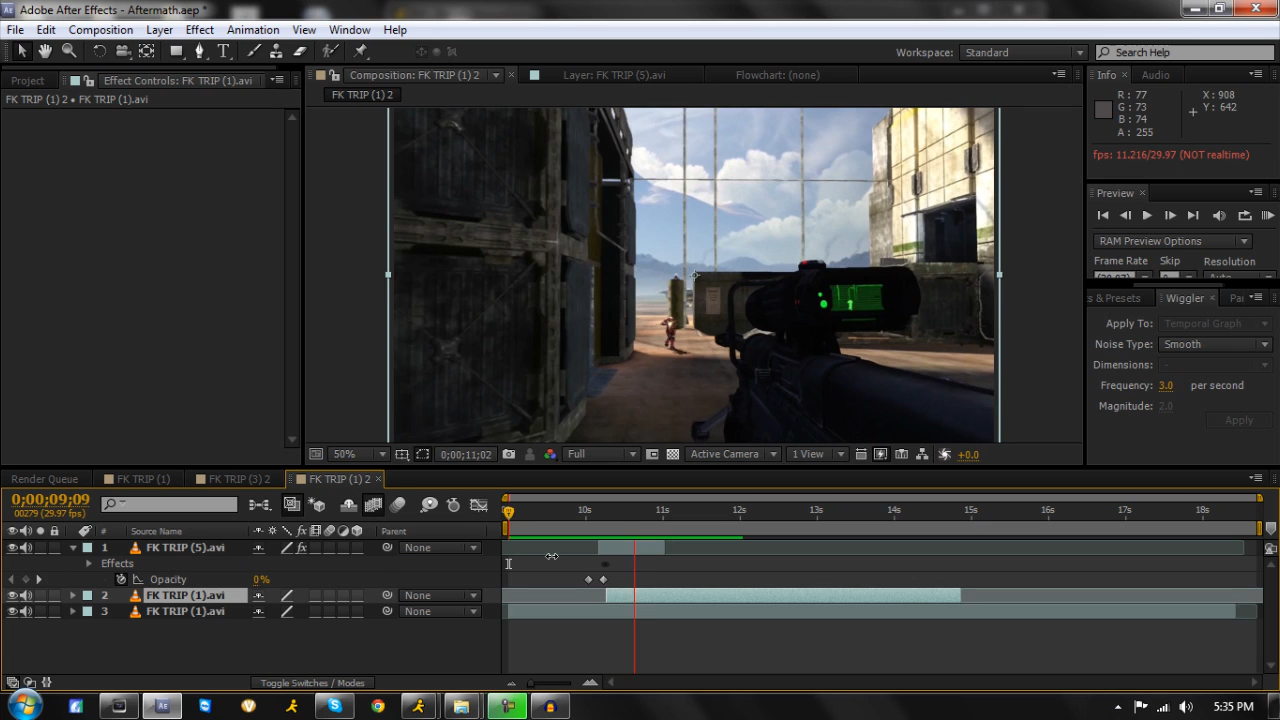 Adobe After Effects - Aftermath.aep *
File Edit Composition Layer Effect Animation View Window Help
Workspace: Standard Search Help
Project Effect Controls: FK TRIP (1).avi
FK TRIP (1) 2 • FK TRIP (1).avi
Composition: FK TRIP (1) 2 Layer: FK TRIP (5).avi Flowchart: (none)
FK TRIP (1) 2
Info Audio
R : 77 X : 908
G : 73 Y : 642
B : 74
A : 255
fps: 11.216/29.97 (NOT realtime)
Preview
RAM Preview Options
Frame Rate Skip Resolution
(29.97) Auto
s & Presets Wiggler Pa
Apply To: Temporal Graph
Noise Type: Smooth
Dimensions:
Frequency: 3.0 per second
Magnitude: 2.0
Apply
50% 0;00;11;02 Full Active Camera 1 View +0.0
Render Queue FK TRIP (1) FK TRIP (3) 2 FK TRIP (1) 2
0;00;09;09
00279 (29.97 fps)
10s 11s 12s 13s 14s 15s 16s 17s 18s
# Source Name Parent
1 FK TRIP (5).avi fx None
Effects
Opacity 0%
2 FK TRIP (1).avi None
3 FK TRIP (1).avi None
Toggle Switches / Modes
5:35 PM